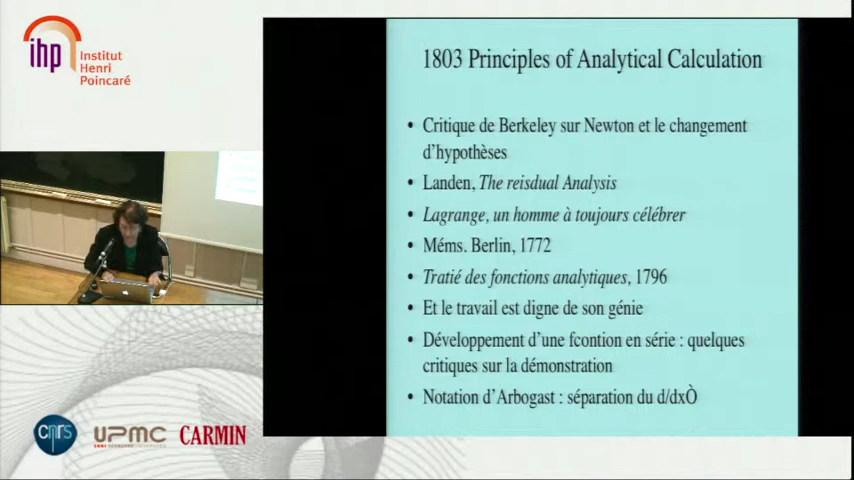 ihp
Institut
Henri
Poincaré
1803 Principles of Analytical Calculation
• Critique de Berkeley sur Newton et le changement
d'hypothèses
• Landen, The reisdual Analysis
• Lagrange, un homme à toujours célébrer
• Méms. Berlin, 1772
• Tratié des fonctions analytiques, 1796
• Et le travail est digne de son génie
• Développement d'une fcontion en série : quelques
critiques sur la démonstration
• Notation d'Arbogast : séparation du d/dxÒ
cnrs
UPMC
CARMIN